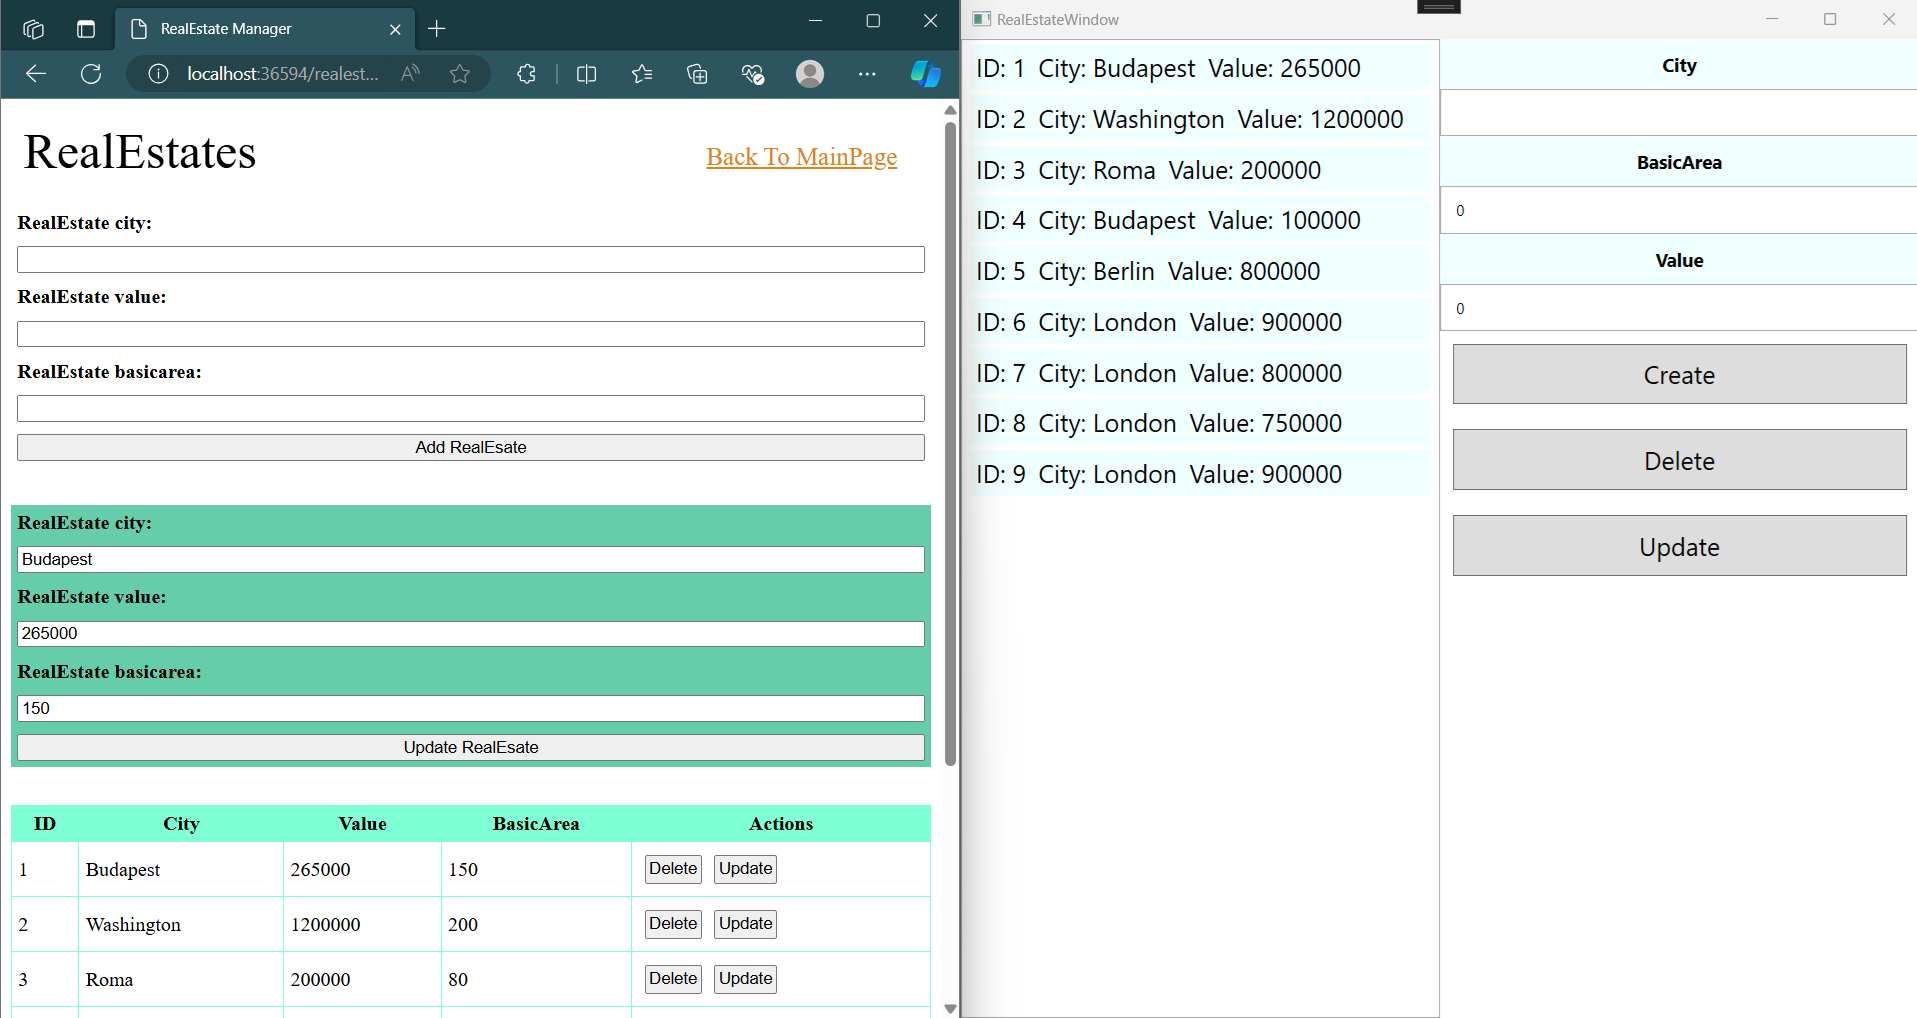 RealEstate Manager
localhost:36594/realest...
RealEstates
Back To MainPage
RealEstate city:
RealEstate value:
RealEstate basicarea:
Add RealEsate
RealEstate city:
Budapest
RealEstate value:
265000
RealEstate basicarea:
150
Update RealEsate
ID City Value BasicArea Actions
1 Budapest 265000 150 Delete Update
2 Washington 1200000 200 Delete Update
3 Roma 200000 80 Delete Update
RealEstateWindow
ID: 1 City: Budapest Value: 265000
ID: 2 City: Washington Value: 1200000
ID: 3 City: Roma Value: 200000
ID: 4 City: Budapest Value: 100000
ID: 5 City: Berlin Value: 800000
ID: 6 City: London Value: 900000
ID: 7 City: London Value: 800000
ID: 8 City: London Value: 750000
ID: 9 City: London Value: 900000
City
BasicArea
0
Value
0
Create
Delete
Update